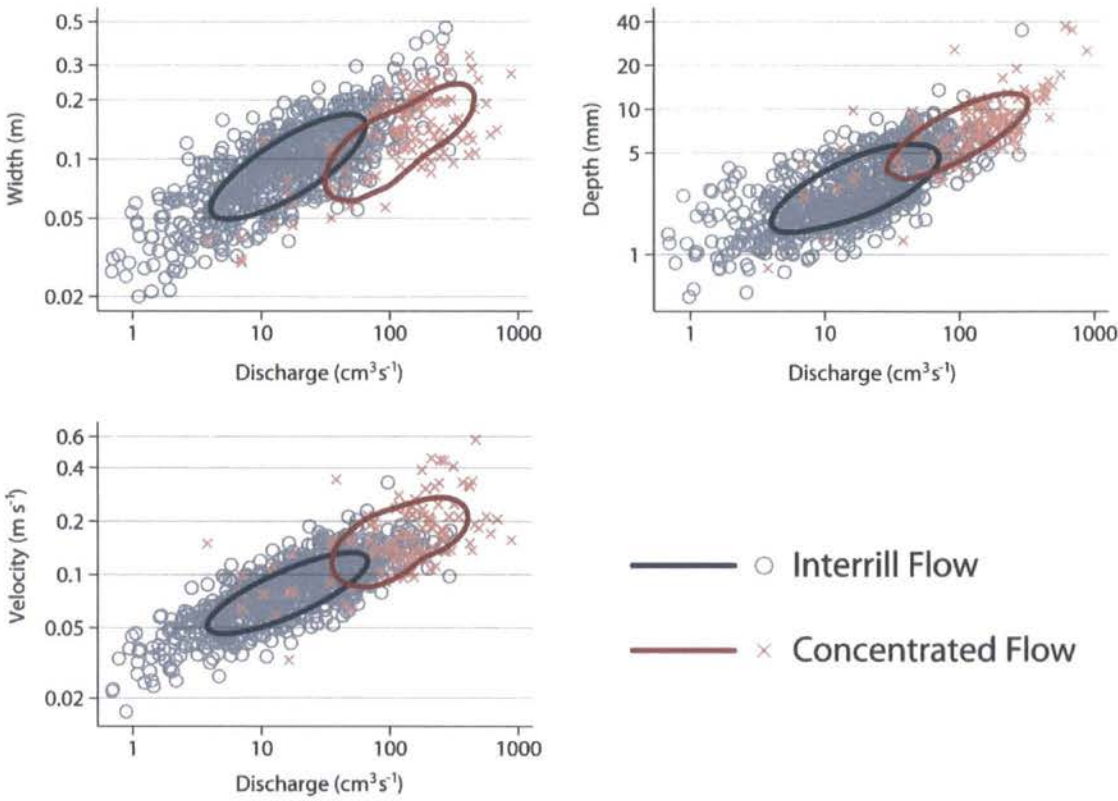 0.5
0.3
0.2
0.1
0.05
0.02
Width (m)
1 10 100 1000
Discharge (cm³s⁻¹)
40
20
10
5
1
Depth (mm)
1 10 100 1000
Discharge (cm³s⁻¹)
0.6
0.4
0.2
0.1
0.05
0.02
Velocity (m s⁻¹)
1 10 100 1000
Discharge (cm³s⁻¹)
Interrill Flow
Concentrated Flow